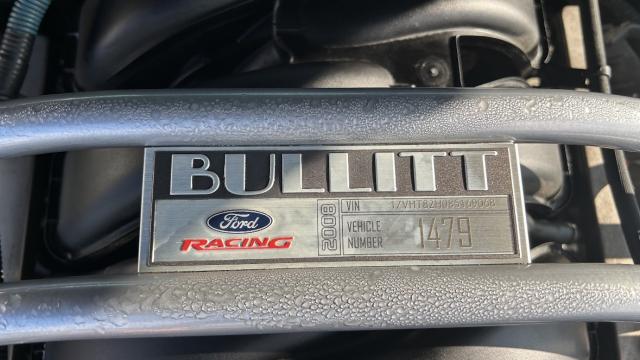 BULLITT
Ford
RACING
2008
VIN
VEHICLE
NUMBER
1479